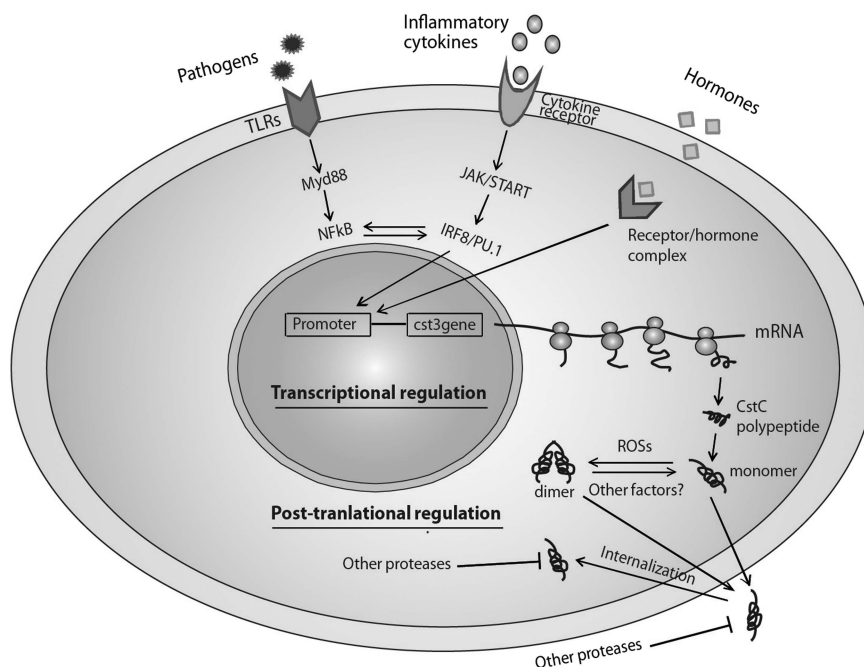 Inflammatory
cytokines
Pathogens
Hormones
TLRs
Cytokine
receptor
Myd88
JAK/START
NFkB
IRF8/PU.1
Receptor/hormone
complex
Promoter
cst3gene
mRNA
Transcriptional regulation
CstC
polypeptide
ROSs
monomer
dimer
Other factors?
Post-tranlational regulation
Other proteases
Internalization
Other proteases